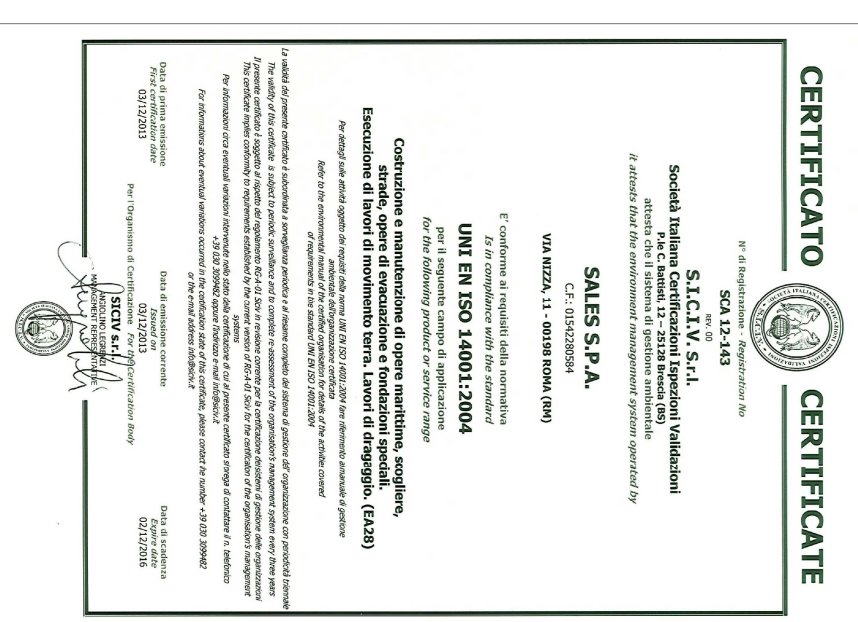 CERTIFICATO
CERTIFICATE
N° di Registrazione - Registration No
SCA 12-143
REV. 00
S.I.C.I.V. S.r.l.
Società Italiana Certificazioni Ispezioni Validazioni
P.le C. Battisti, 12 – 25128 Brescia (BS)
attesta che il sistema di gestione ambientale
it attests that the environment management system operated by
SALES S.P.A.
C.F.: 01542280584
VIA NIZZA, 11 - 00198 ROMA (RM)
E' conforme ai requisiti della normativa
Is in compliance with the standard
UNI EN ISO 14001:2004
per il seguente campo di applicazione
for the following product or service range
Costruzione e manutenzione di opere marittime, scogliere,
strade, opere di evacuazione e fondazioni speciali.
Esecuzione di lavori di movimento terra. Lavori di dragaggio. (EA28)
Per dettagli sulle attività oggetto dei requisiti della norma UNI EN ISO 14001:2004 fare riferimento al manuale di gestione
ambientale dell'organizzazione certificata
Refer to the environmental manual of the certified organisation for details of the activities covered
of requirements in the standard UNI EN ISO 14001:2004
La validità del presente certificato è subordinata a sorveglianza periodica e al riesame completo del sistema di gestione dell' organizzazione con periodicità triennale
The validity of this certificate is subject to periodic surveillance and to complete re-assessment of the organisation's management system every three years
Il presente certificato è soggetto al rispetto del regolamento RG-A-01 Siciv in revisione corrente per la certificazione dei sistemi di gestione delle organizzazioni
This certificate implies conformity to requirements established by the current version of RG-A-01 Siciv for the certification of the organisation's management
systems
Per informazioni circa eventuali variazioni intervenute nello stato della certificazione di cui al presente certificato si prega di contattare il n. telefonico
+39 030 3099482 oppure l'indirizzo e-mail info@siciv.it
For informations about eventual variations occurred in the certification state of this certificate, please contact he number +39 030 3099482
or the e-mail address info@siciv.it
Data di prima emissione
First certification date
03/12/2013
Data di emissione corrente
Issued on
03/12/2013
Data di scadenza
Expire date
02/12/2016
Per l'Organismo di Certificazione For the Certification Body
SICIV s.r.l.
ANGIOLINO LEGRENZI
MANAGEMENT REPRESENTATIVE